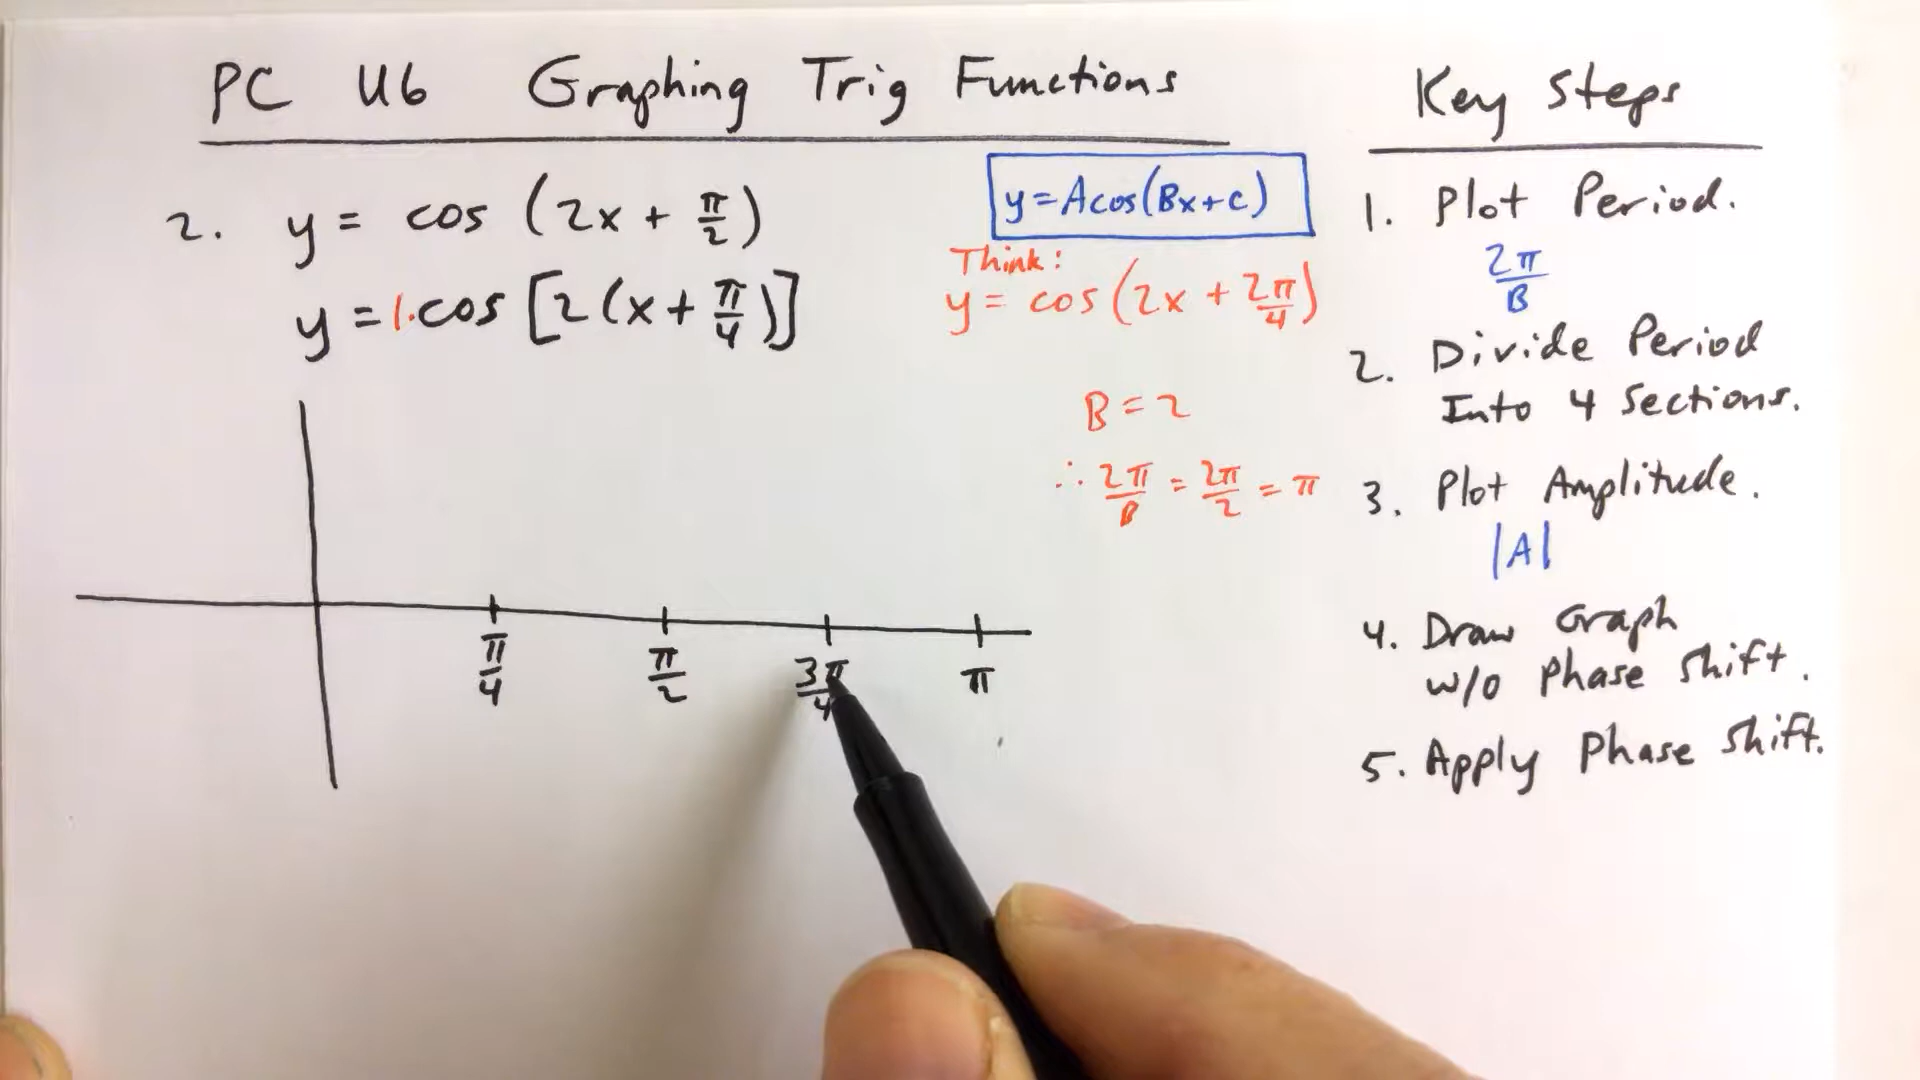 PC U6 Graphing Trig Functions
2. y = cos (2x + π/2)
y = 1·cos [2(x + π/4)]
y = Acos(Bx+c)
Think:
y = cos (2x + 2π/4)
B = 2
∴ 2π/B = 2π/2 = π
π/4 π/2 3π/4 π
Key Steps
1. Plot Period.
2π/B
2. Divide Period
Into 4 Sections.
3. Plot Amplitude.
|A|
4. Draw Graph
w/o Phase Shift.
5. Apply Phase Shift.